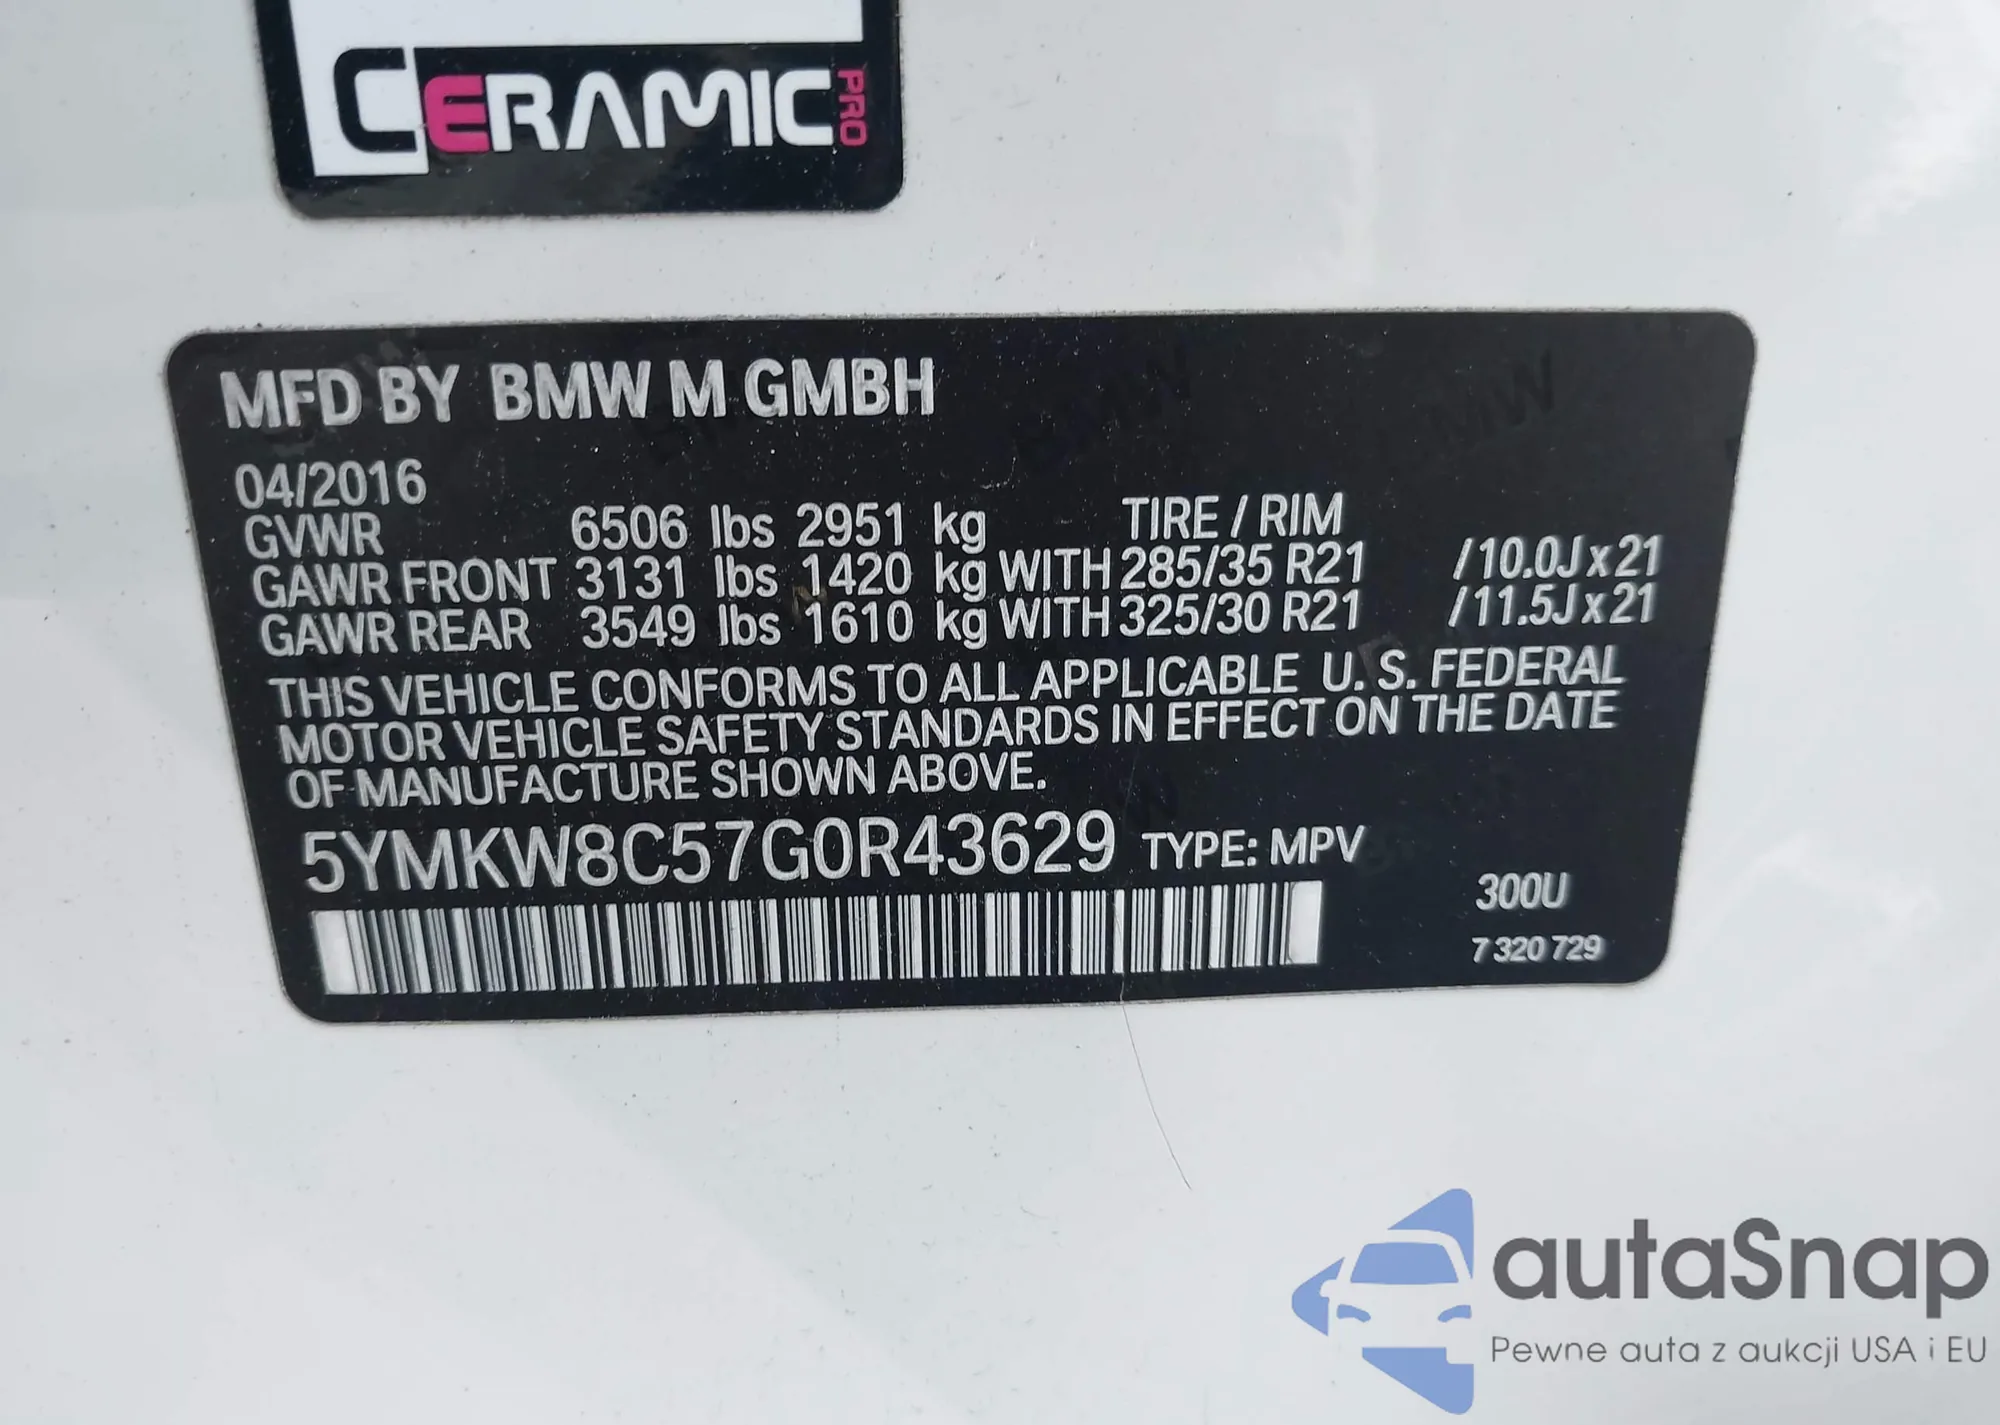 CERAMIC PRO
MFD BY BMW M GMBH
04/2016
GVWR 6506 lbs 2951 kg TIRE / RIM
GAWR FRONT 3131 lbs 1420 kg WITH 285/35 R21 /10.0J x 21
GAWR REAR 3549 lbs 1610 kg WITH 325/30 R21 /11.5J x 21
THIS VEHICLE CONFORMS TO ALL APPLICABLE U. S. FEDERAL
MOTOR VEHICLE SAFETY STANDARDS IN EFFECT ON THE DATE
OF MANUFACTURE SHOWN ABOVE.
5YMKW8C57G0R43629 TYPE: MPV
300U
7 320 729
autaSnap
Pewne auta z aukcji USA i EU